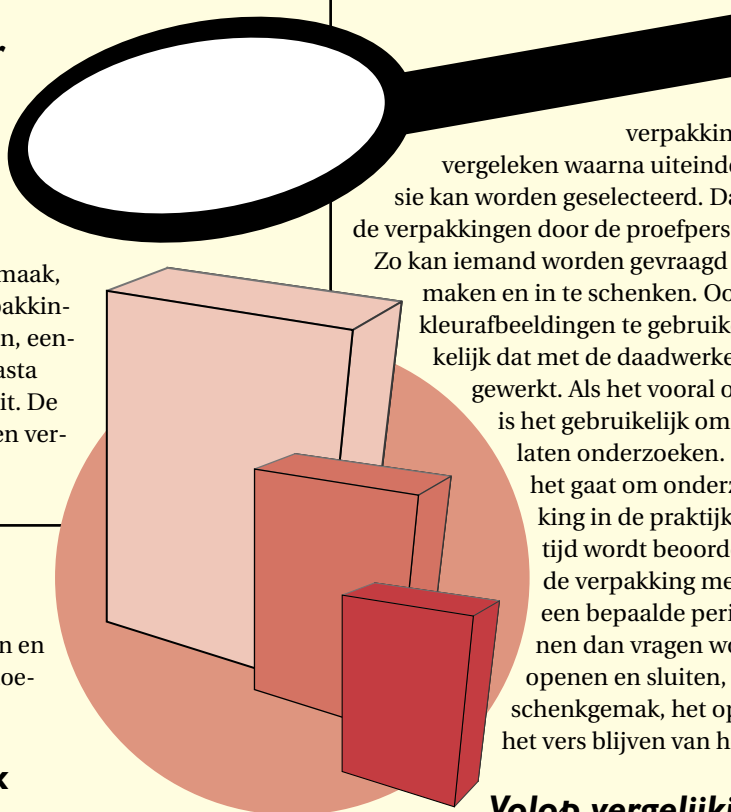 maak,
pakkin-
n, een-
asta
it. De
en ver-
n en
oe-
k
verpakkin
vergeleken waarna uiteinde
sie kan worden geselecteerd. Da
de verpakkingen door de proefpers
Zo kan iemand worden gevraagd
maken en in te schenken. Oo
kleurafbeeldingen te gebruik
kelijk dat met de daadwerke
gewerkt. Als het vooral o
is het gebruikelijk om
laten onderzoeken.
het gaat om onderz
king in de praktijk
tijd wordt beoord
de verpakking me
een bepaalde peri
nen dan vragen we
openen en sluiten,
schenkgemak, het op
het vers blijven van h
Volop vergelijki